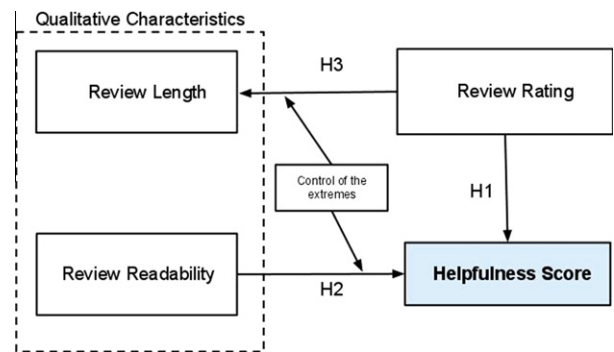 Qualitative Characteristics
H3
Review Length
Review Rating
Control of the
extremes
H1
Review Readability
Helpfulness Score
H2